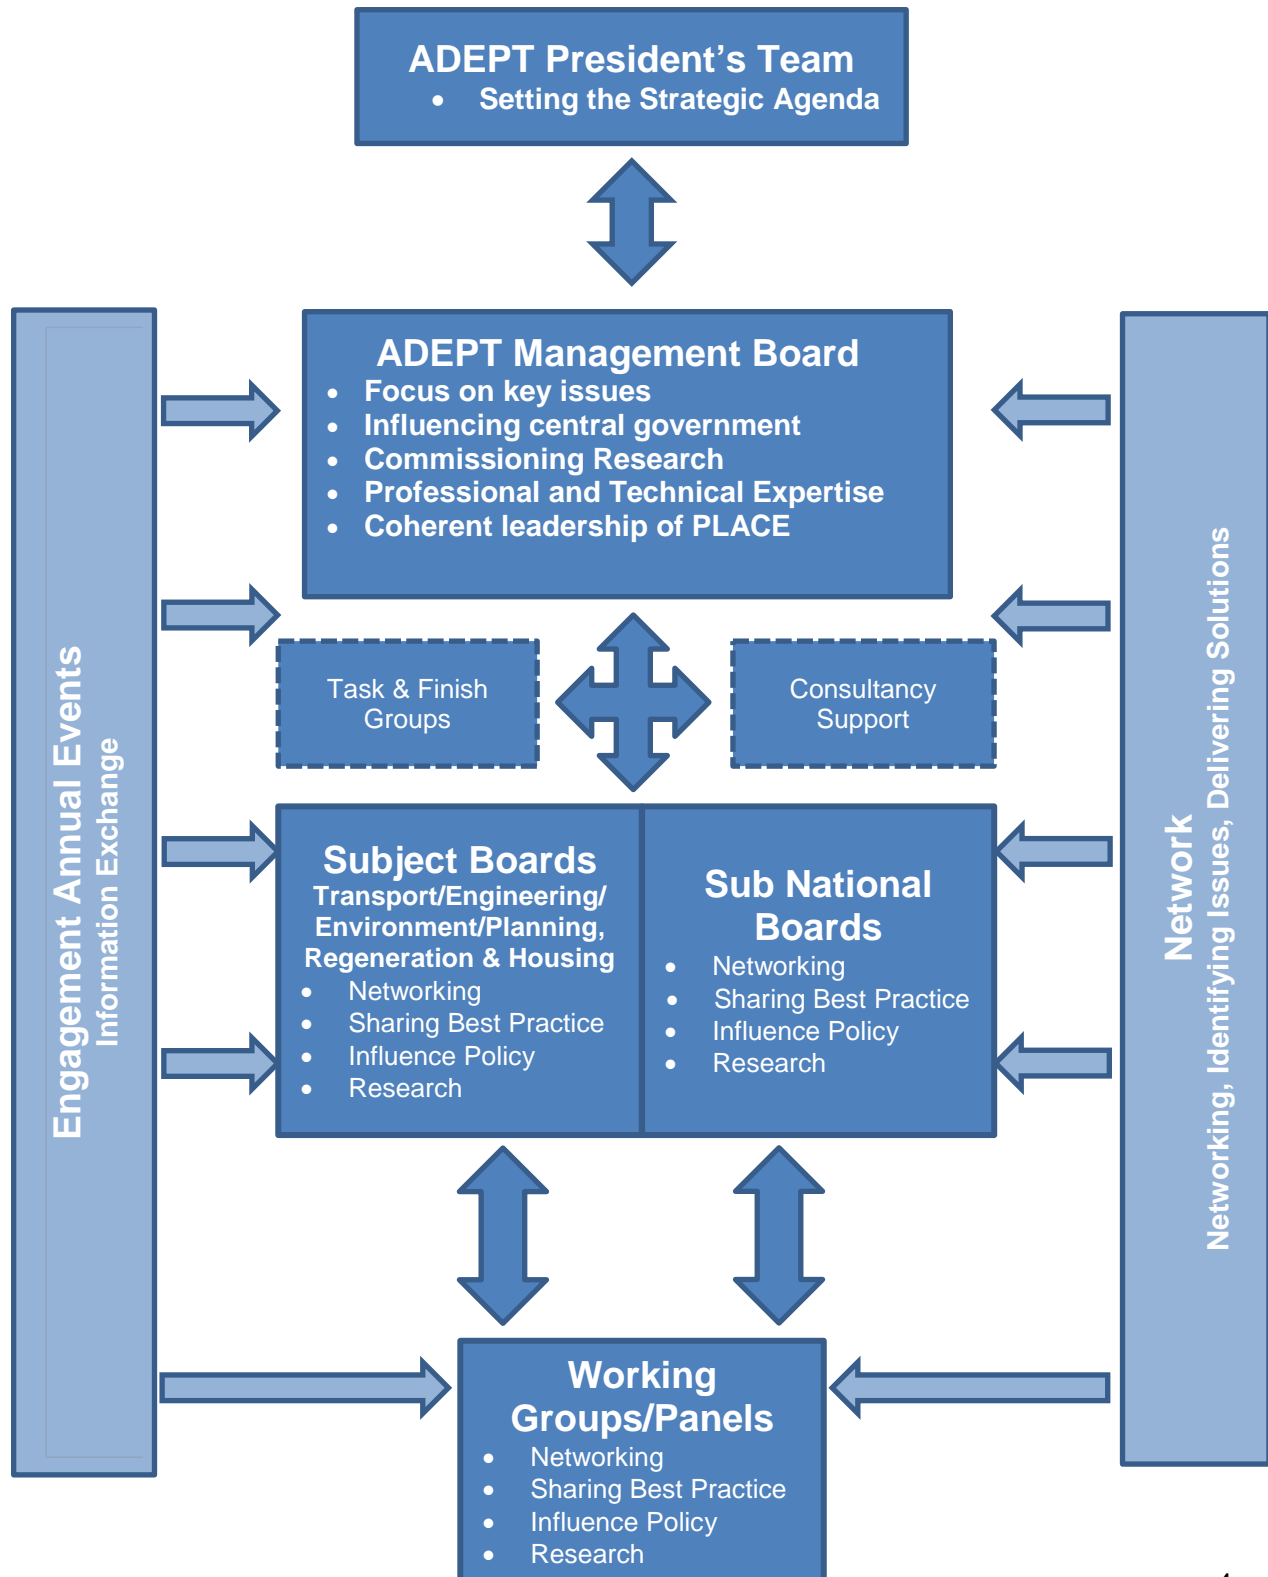 ADEPT President’s Team
• Setting the Strategic Agenda
ADEPT Management Board
• Focus on key issues
• Influencing central government
• Commissioning Research
• Professional and Technical Expertise
• Coherent leadership of PLACE
Engagement Annual Events
Information Exchange
Network
Networking, Identifying Issues, Delivering Solutions
Task & Finish
Groups
Consultancy
Support
Subject Boards
Transport/Engineering/
Environment/Planning,
Regeneration & Housing
• Networking
• Sharing Best Practice
• Influence Policy
• Research
Sub National
Boards
• Networking
• Sharing Best Practice
• Influence Policy
• Research
Working
Groups/Panels
• Networking
• Sharing Best Practice
• Influence Policy
• Research